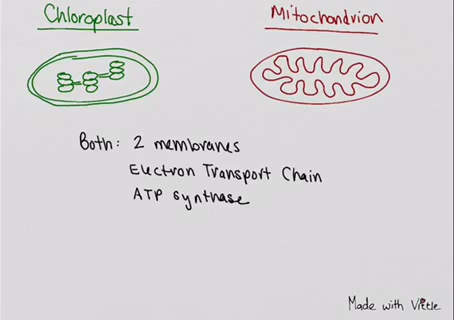 Chloroplast
Mitochondrion
Both: 2 membranes
Electron Transport Chain
ATP synthase
Made with Vittle